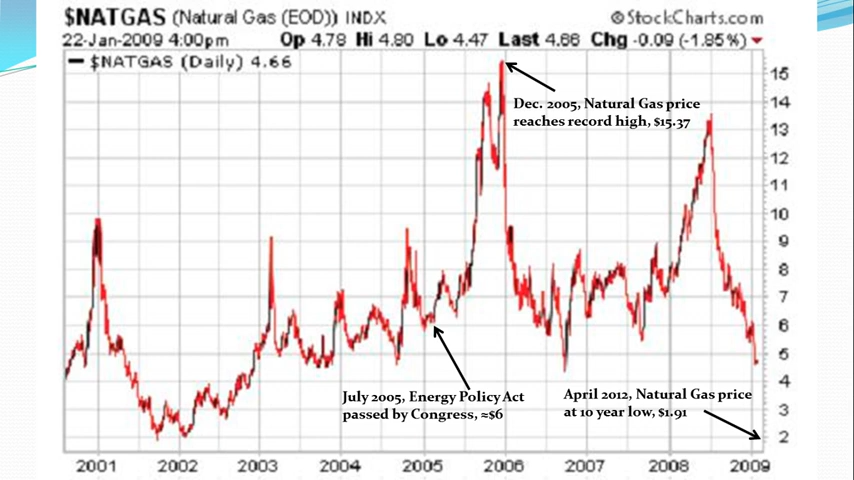 $NATGAS (Natural Gas (EOD)) INDX ©StockCharts.com
22-Jan-2009 4:00pm Op 4.78 Hi 4.80 Lo 4.47 Last 4.66 Chg -0.09 (-1.85%)
$NATGAS (Daily) 4.66
15
Dec. 2005, Natural Gas price
reaches record high, $15.37
14
13
12
11
10
9
8
7
6
5
4
3
2
July 2005, Energy Policy Act
passed by Congress, ≈$6
April 2012, Natural Gas price
at 10 year low, $1.91
2001 2002 2003 2004 2005 2006 2007 2008 2009